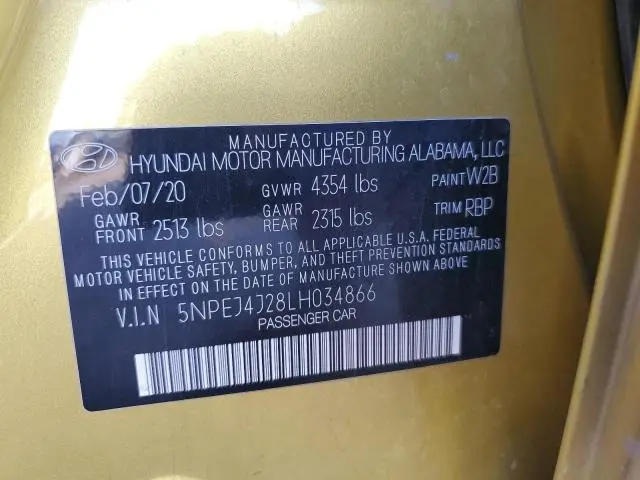 MANUFACTURED BY
HYUNDAI MOTOR MANUFACTURING ALABAMA, LLC
Feb/07/20 GVWR 4354 lbs PAINT W2B
GAWR FRONT 2513 lbs GAWR REAR 2315 lbs TRIM RBP
THIS VEHICLE CONFORMS TO ALL APPLICABLE U.S.A. FEDERAL
MOTOR VEHICLE SAFETY, BUMPER, AND THEFT PREVENTION STANDARDS
IN EFFECT ON THE DATE OF MANUFACTURE SHOWN ABOVE.
V.I.N 5NPEJ4J28LH034866
PASSENGER CAR